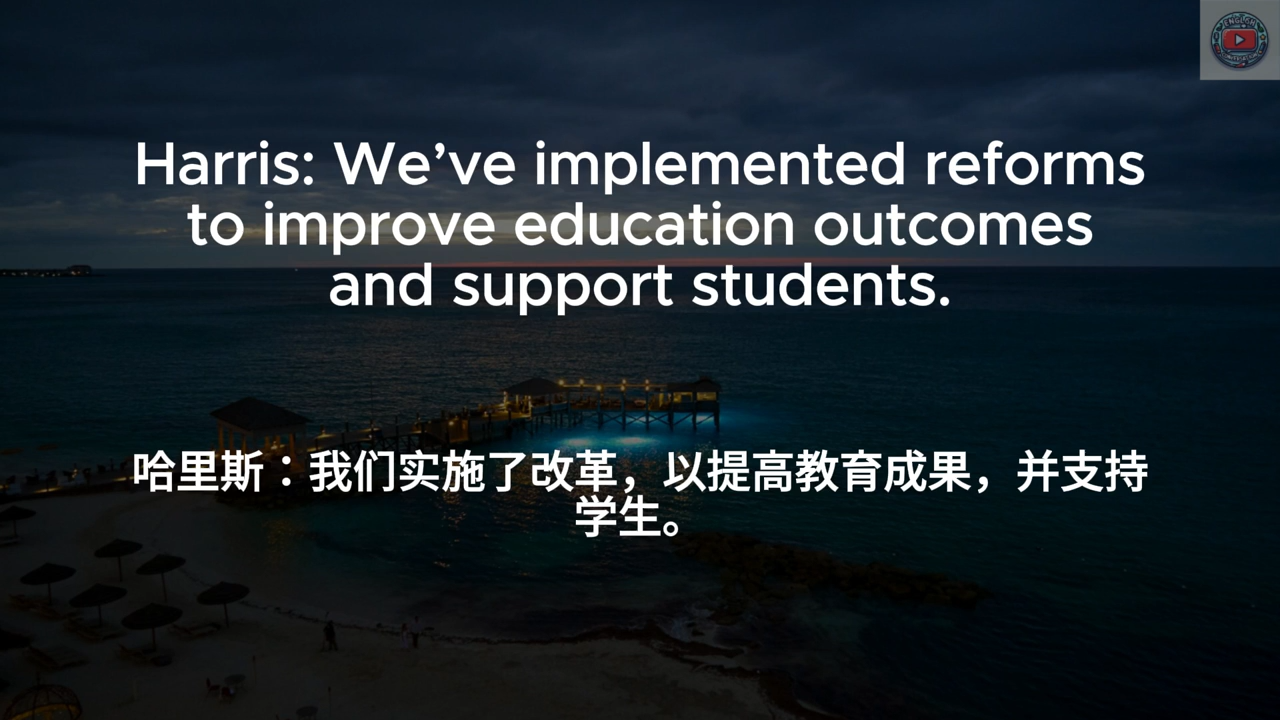 Harris: We’ve implemented reforms
to improve education outcomes
and support students.
哈里斯：我们实施了改革，以提高教育成果，并支持
学生。